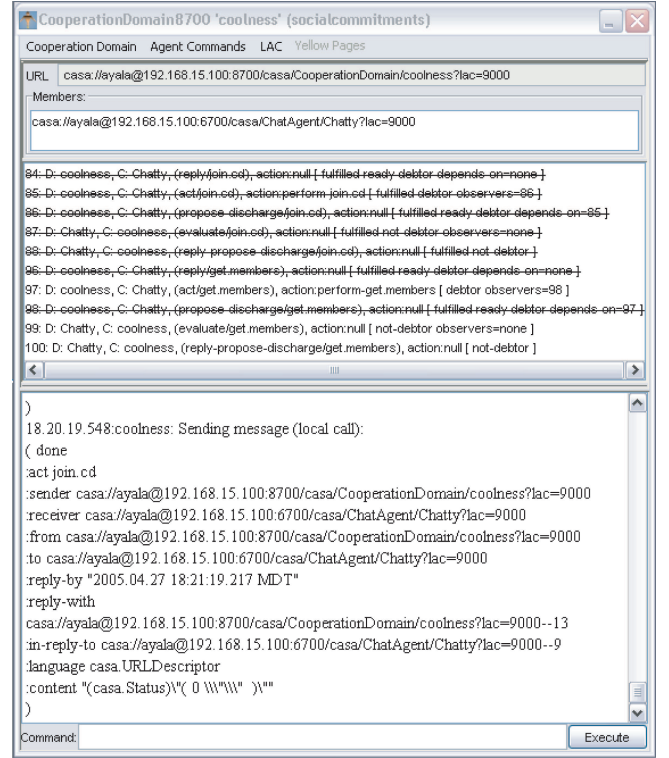 CooperationDomain8700 'coolness' (socialcommitments)
Cooperation Domain Agent Commands LAC Yellow Pages
URL casa://ayala@192.168.15.100:8700/casa/CooperationDomain/coolness?lac=9000
Members:
casa://ayala@192.168.15.100:6700/casa/ChatAgent/Chatty?lac=9000
84: D: coolness, C: Chatty, (reply/join.cd), action:null [ fulfilled ready debtor depends on=none ]
85: D: coolness, C: Chatty, (act/join.cd), action:perform-join.cd [ fulfilled debtor observers=86 ]
86: D: coolness, C: Chatty, (propose-discharge/join.cd), action:null [ fulfilled ready debtor depends on=85 ]
87: D: Chatty, C: coolness, (evaluate/join.cd), action:null [ fulfilled not-debtor observers=none ]
88: D: Chatty, C: coolness, (reply-propose-discharge/join.cd), action:null [ fulfilled not-debtor ]
96: D: coolness, C: Chatty, (reply/get.members), action:null [ fulfilled ready debtor depends on=none ]
97: D: coolness, C: Chatty, (act/get.members), action:perform-get.members [ debtor observers=98 ]
98: D: coolness, C: Chatty, (propose-discharge/get.members), action:null [ fulfilled ready debtor depends on=97 ]
99: D: Chatty, C: coolness, (evaluate/get.members), action:null [ not-debtor observers=none ]
100: D: Chatty, C: coolness, (reply-propose-discharge/get.members), action:null [ not-debtor ]
)
18.20.19.548:coolness: Sending message (local call):
( done
:act join.cd
:sender casa://ayala@192.168.15.100:8700/casa/CooperationDomain/coolness?lac=9000
:receiver casa://ayala@192.168.15.100:6700/casa/ChatAgent/Chatty?lac=9000
:from casa://ayala@192.168.15.100:8700/casa/CooperationDomain/coolness?lac=9000
:to casa://ayala@192.168.15.100:6700/casa/ChatAgent/Chatty?lac=9000
:reply-by "2005.04.27 18:21:19.217 MDT"
:reply-with
casa://ayala@192.168.15.100:8700/casa/CooperationDomain/coolness?lac=9000--13
:in-reply-to casa://ayala@192.168.15.100:6700/casa/ChatAgent/Chatty?lac=9000--9
:language casa.URLDescriptor
:content "(casa.Status)\"( 0 \\\"\\\" )\""
)
Command: Execute